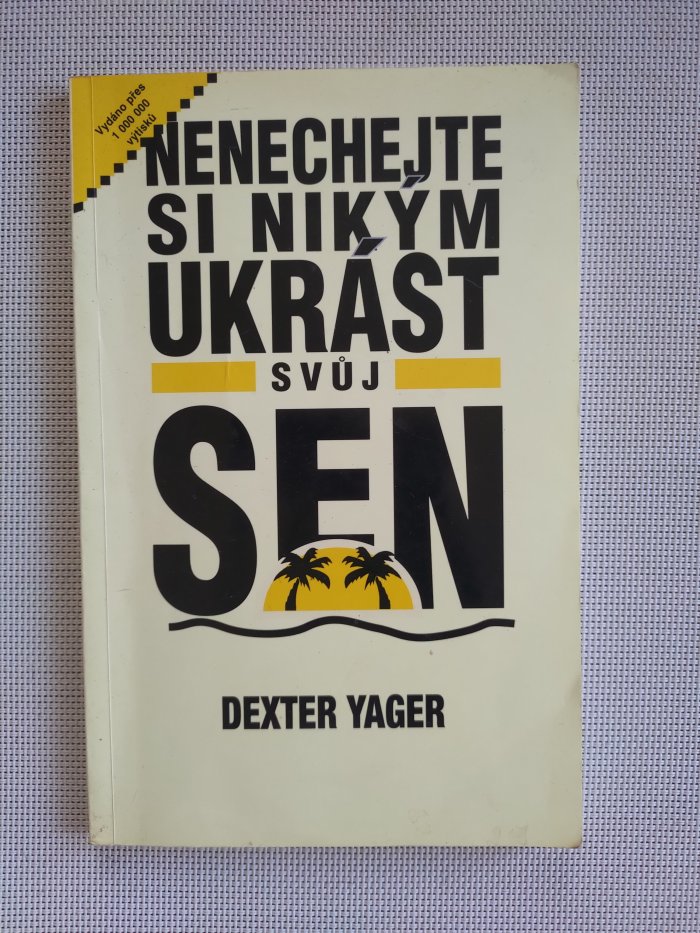 Vydáno přes
1 000 000
výtisků
NENECHEJTE
SI NIKÝM
UKRÁST
SVŮJ
SEN
DEXTER YAGER